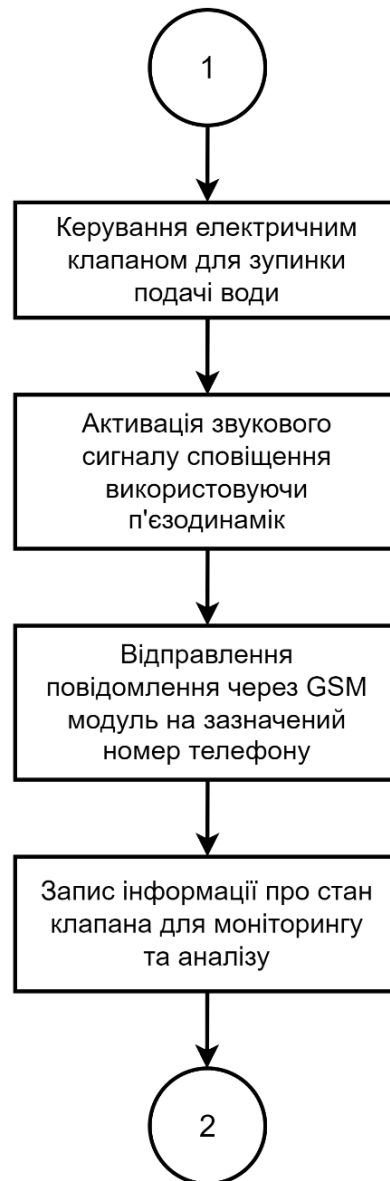 1
Керування електричним
клапаном для зупинки
подачі води
Активація звукового
сигналу сповіщення
використовуючи
п'єзодинамік
Відправлення
повідомлення через GSM
модуль на зазначений
номер телефону
Запис інформації про стан
клапана для моніторингу
та аналізу
2